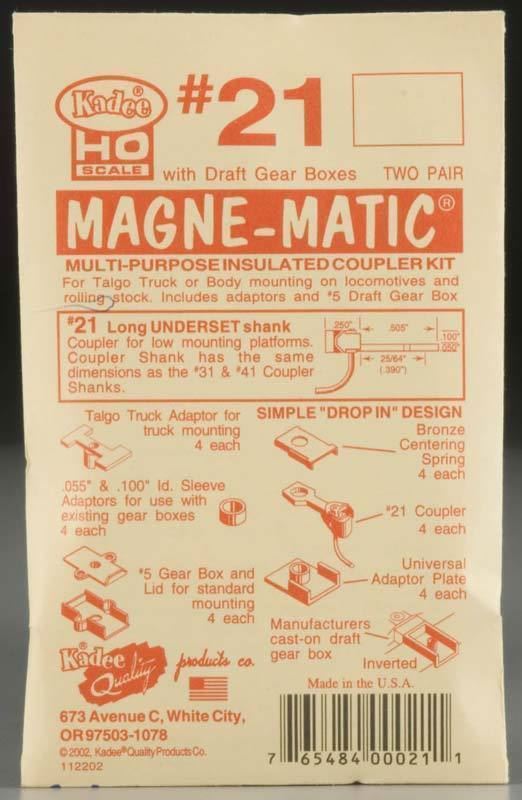 Kadee®
HO
SCALE
#21
with Draft Gear Boxes TWO PAIR
MAGNE-MATIC®
MULTI-PURPOSE INSULATED COUPLER KIT
For Talgo Truck or Body mounting on locomotives and
rolling stock. Includes adaptors and #5 Draft Gear Box
#21 Long UNDERSET shank
Coupler for low mounting platforms.
Coupler Shank has the same
dimensions as the #31 & #41 Coupler
Shanks.
.250"
.505"
.100"
.050"
25/64"
(.390")
Talgo Truck Adaptor for
truck mounting
4 each
.055" & .100" Id. Sleeve
Adaptors for use with
existing gear boxes
4 each
#5 Gear Box and
Lid for standard
mounting
4 each
SIMPLE "DROP IN" DESIGN
Bronze
Centering
Spring
4 each
#21 Coupler
4 each
Universal
Adaptor Plate
4 each
Manufacturers
cast-on draft
gear box
Inverted
Kadee®
Quality
products co.
Made in the U.S.A.
673 Avenue C, White City,
OR 97503-1078
© 2002, Kadee® Quality Products Co.
112202
7 65484 00021 1